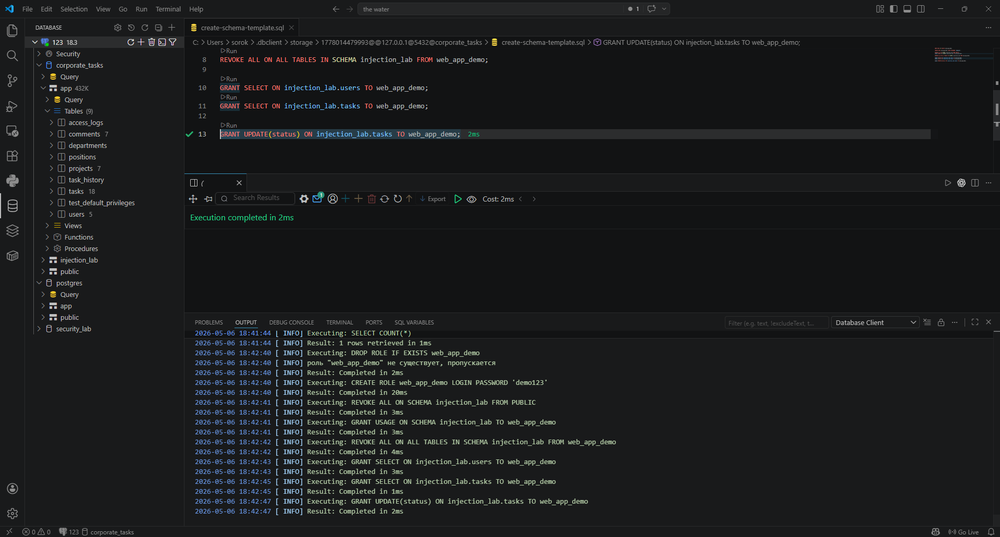 File Edit Selection View Go Run Terminal Help
the water
1
DATABASE
create-schema-template.sql
123 18.3
Security
corporate_tasks
Query
app 432K
Query
Tables (9)
access_logs
comments 7
departments
positions
projects 7
task_history
tasks 18
test_default_privileges
users 5
Views
Functions
Procedures
injection_lab
public
postgres
Query
app
public
security_lab
C: > Users > sorok > .dbclient > storage > 1778014479993@@127.0.0.1@5432@corporate_tasks > create-schema-template.sql > GRANT UPDATE(status) ON injection_lab.tasks TO web_app_demo;
Run
8 REVOKE ALL ON ALL TABLES IN SCHEMA injection_lab FROM web_app_demo;
9
Run
10 GRANT SELECT ON injection_lab.users TO web_app_demo;
Run
11 GRANT SELECT ON injection_lab.tasks TO web_app_demo;
12
Run
13 GRANT UPDATE(status) ON injection_lab.tasks TO web_app_demo; 2ms
(
Search Results
1
Export
Cost: 2ms
Execution completed in 2ms
PROBLEMS OUTPUT DEBUG CONSOLE TERMINAL PORTS SQL VARIABLES
Filter (e.g. text, !excludeText, t...
Database Client
2026-05-06 18:41:44 [ INFO] Executing: SELECT COUNT(*)
2026-05-06 18:41:44 [ INFO] Result: 1 rows retrieved in 1ms
2026-05-06 18:42:40 [ INFO] Executing: DROP ROLE IF EXISTS web_app_demo
2026-05-06 18:42:40 [ INFO] роль "web_app_demo" не существует, пропускается
2026-05-06 18:42:40 [ INFO] Result: Completed in 2ms
2026-05-06 18:42:40 [ INFO] Executing: CREATE ROLE web_app_demo LOGIN PASSWORD 'demo123'
2026-05-06 18:42:40 [ INFO] Result: Completed in 20ms
2026-05-06 18:42:41 [ INFO] Executing: REVOKE ALL ON SCHEMA injection_lab FROM PUBLIC
2026-05-06 18:42:41 [ INFO] Result: Completed in 3ms
2026-05-06 18:42:41 [ INFO] Executing: GRANT USAGE ON SCHEMA injection_lab TO web_app_demo
2026-05-06 18:42:41 [ INFO] Result: Completed in 3ms
2026-05-06 18:42:42 [ INFO] Executing: REVOKE ALL ON ALL TABLES IN SCHEMA injection_lab FROM web_app_demo
2026-05-06 18:42:42 [ INFO] Result: Completed in 4ms
2026-05-06 18:42:43 [ INFO] Executing: GRANT SELECT ON injection_lab.users TO web_app_demo
2026-05-06 18:42:43 [ INFO] Result: Completed in 3ms
2026-05-06 18:42:45 [ INFO] Executing: GRANT SELECT ON injection_lab.tasks TO web_app_demo
2026-05-06 18:42:45 [ INFO] Result: Completed in 1ms
2026-05-06 18:42:47 [ INFO] Executing: GRANT UPDATE(status) ON injection_lab.tasks TO web_app_demo
2026-05-06 18:42:47 [ INFO] Result: Completed in 2ms
0 0 123 corporate_tasks
Go Live